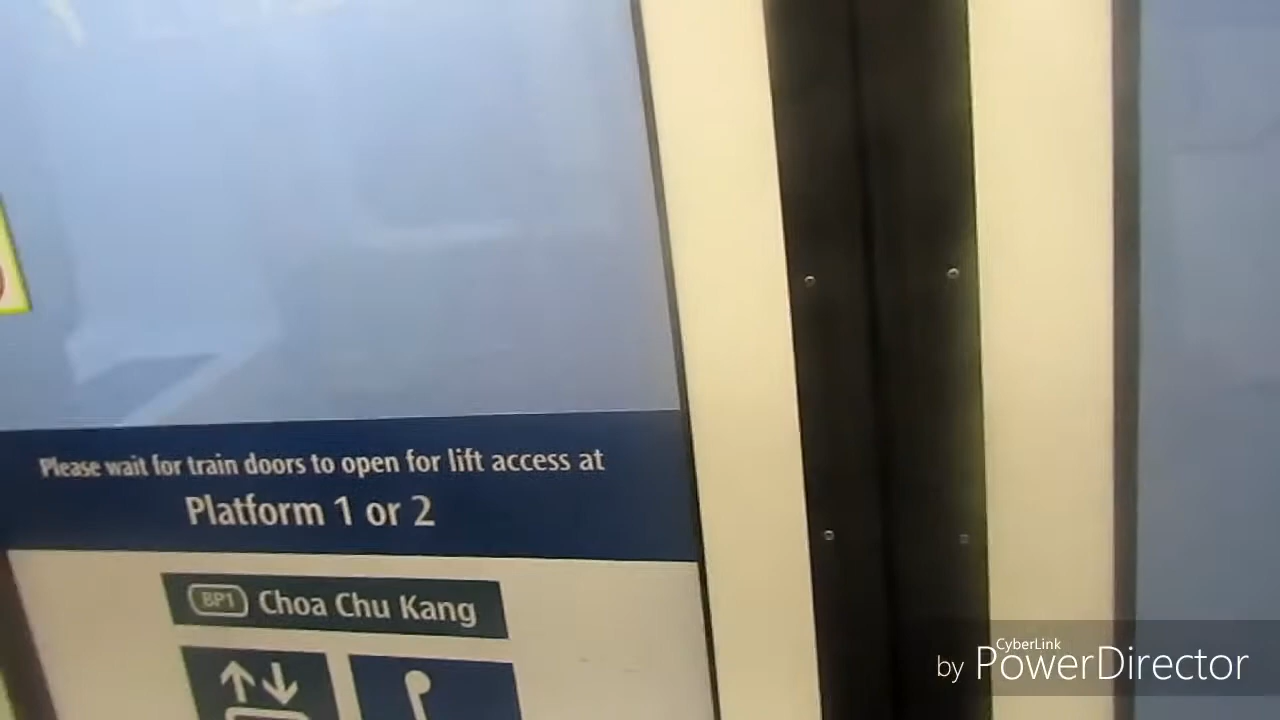 Please wait for train doors to open for lift access at
Platform 1 or 2
BP1 Choa Chu Kang
CyberLink
by PowerDirector